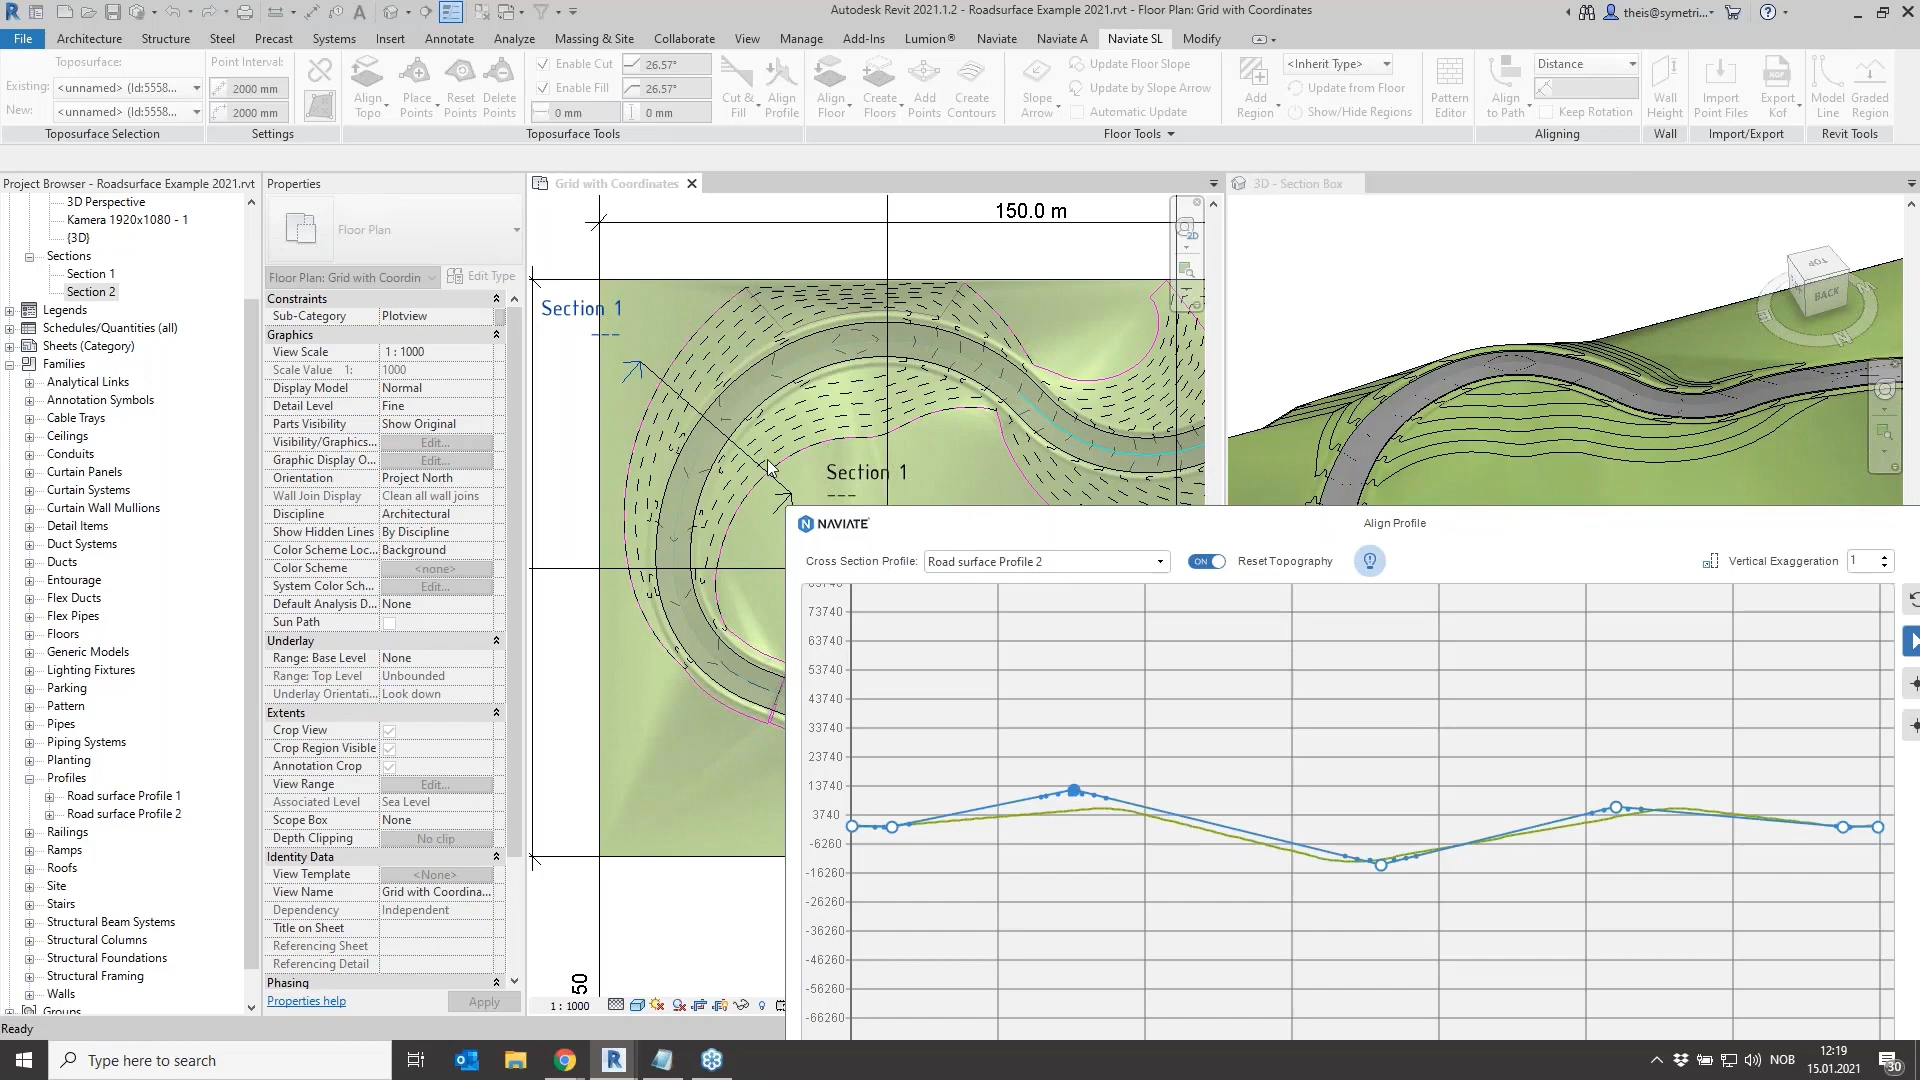 Autodesk Revit 2021.1.2 - Roadsurface Example 2021.rvt - Floor Plan: Grid with Coordinates
theis@symetri...
File Architecture Structure Steel Precast Systems Insert Annotate Analyze Massing & Site Collaborate View Manage Add-Ins Lumion® Naviate Naviate A Naviate SL Modify
Toposurface:
Existing: <unnamed> (Id:5558...
New: <unnamed> (Id:5558...
Toposurface Selection
Point Interval:
2000 mm
2000 mm
Settings
Align Topo
Place Points
Reset Points
Delete Points
Enable Cut 26.57°
Enable Fill 26.57°
0 mm 0 mm
Cut & Fill
Align Profile
Toposurface Tools
Align Floor
Create Floors
Add Points
Create Contours
Slope Arrow
Update Floor Slope
Update by Slope Arrow
Automatic Update
Add Region
<Inherit Type>
Update from Floor
Show/Hide Regions
Pattern Editor
Floor Tools
Align to Path
Distance
Keep Rotation
Aligning
Wall Height
Wall
Import Point Files
Export Kof
Import/Export
Model Line
Graded Region
Revit Tools
Project Browser - Roadsurface Example 2021.rvt
3D Perspective
Kamera 1920x1080 - 1
{3D}
Sections
Section 1
Section 2
Legends
Schedules/Quantities (all)
Sheets (Category)
Families
Analytical Links
Annotation Symbols
Cable Trays
Ceilings
Conduits
Curtain Panels
Curtain Systems
Curtain Wall Mullions
Detail Items
Duct Systems
Ducts
Entourage
Flex Ducts
Flex Pipes
Floors
Generic Models
Lighting Fixtures
Parking
Pattern
Pipes
Piping Systems
Planting
Profiles
Road surface Profile 1
Road surface Profile 2
Railings
Ramps
Roofs
Site
Stairs
Structural Beam Systems
Structural Columns
Structural Foundations
Structural Framing
Walls
Groups
Properties
Floor Plan
Floor Plan: Grid with Coordin Edit Type
Constraints
Sub-Category Plotview
Graphics
View Scale 1 : 1000
Scale Value 1: 1000
Display Model Normal
Detail Level Fine
Parts Visibility Show Original
Visibility/Graphics... Edit...
Graphic Display O... Edit...
Orientation Project North
Wall Join Display Clean all wall joins
Discipline Architectural
Show Hidden Lines By Discipline
Color Scheme Loc... Background
Color Scheme <none>
System Color Sch... Edit...
Default Analysis D... None
Sun Path
Underlay
Range: Base Level None
Range: Top Level Unbounded
Underlay Orientati... Look down
Extents
Crop View
Crop Region Visible
Annotation Crop
View Range Edit...
Associated Level Sea Level
Scope Box None
Depth Clipping No clip
Identity Data
View Template <None>
View Name Grid with Coordina...
Dependency Independent
Title on Sheet
Referencing Sheet
Referencing Detail
Phasing
Properties help Apply
Grid with Coordinates
150.0 m
2D
Section 1
Section 1
50
1 : 1000
3D - Section Box
TOP
BACK
NAVIATE
Align Profile
Cross Section Profile: Road surface Profile 2 ON Reset Topography Vertical Exaggeration 1
73740
63740
53740
43740
33740
23740
13740
3740
-6260
-16260
-26260
-36260
-46260
-56260
-66260
Ready
Type here to search
NOB
12:19
15.01.2021
30